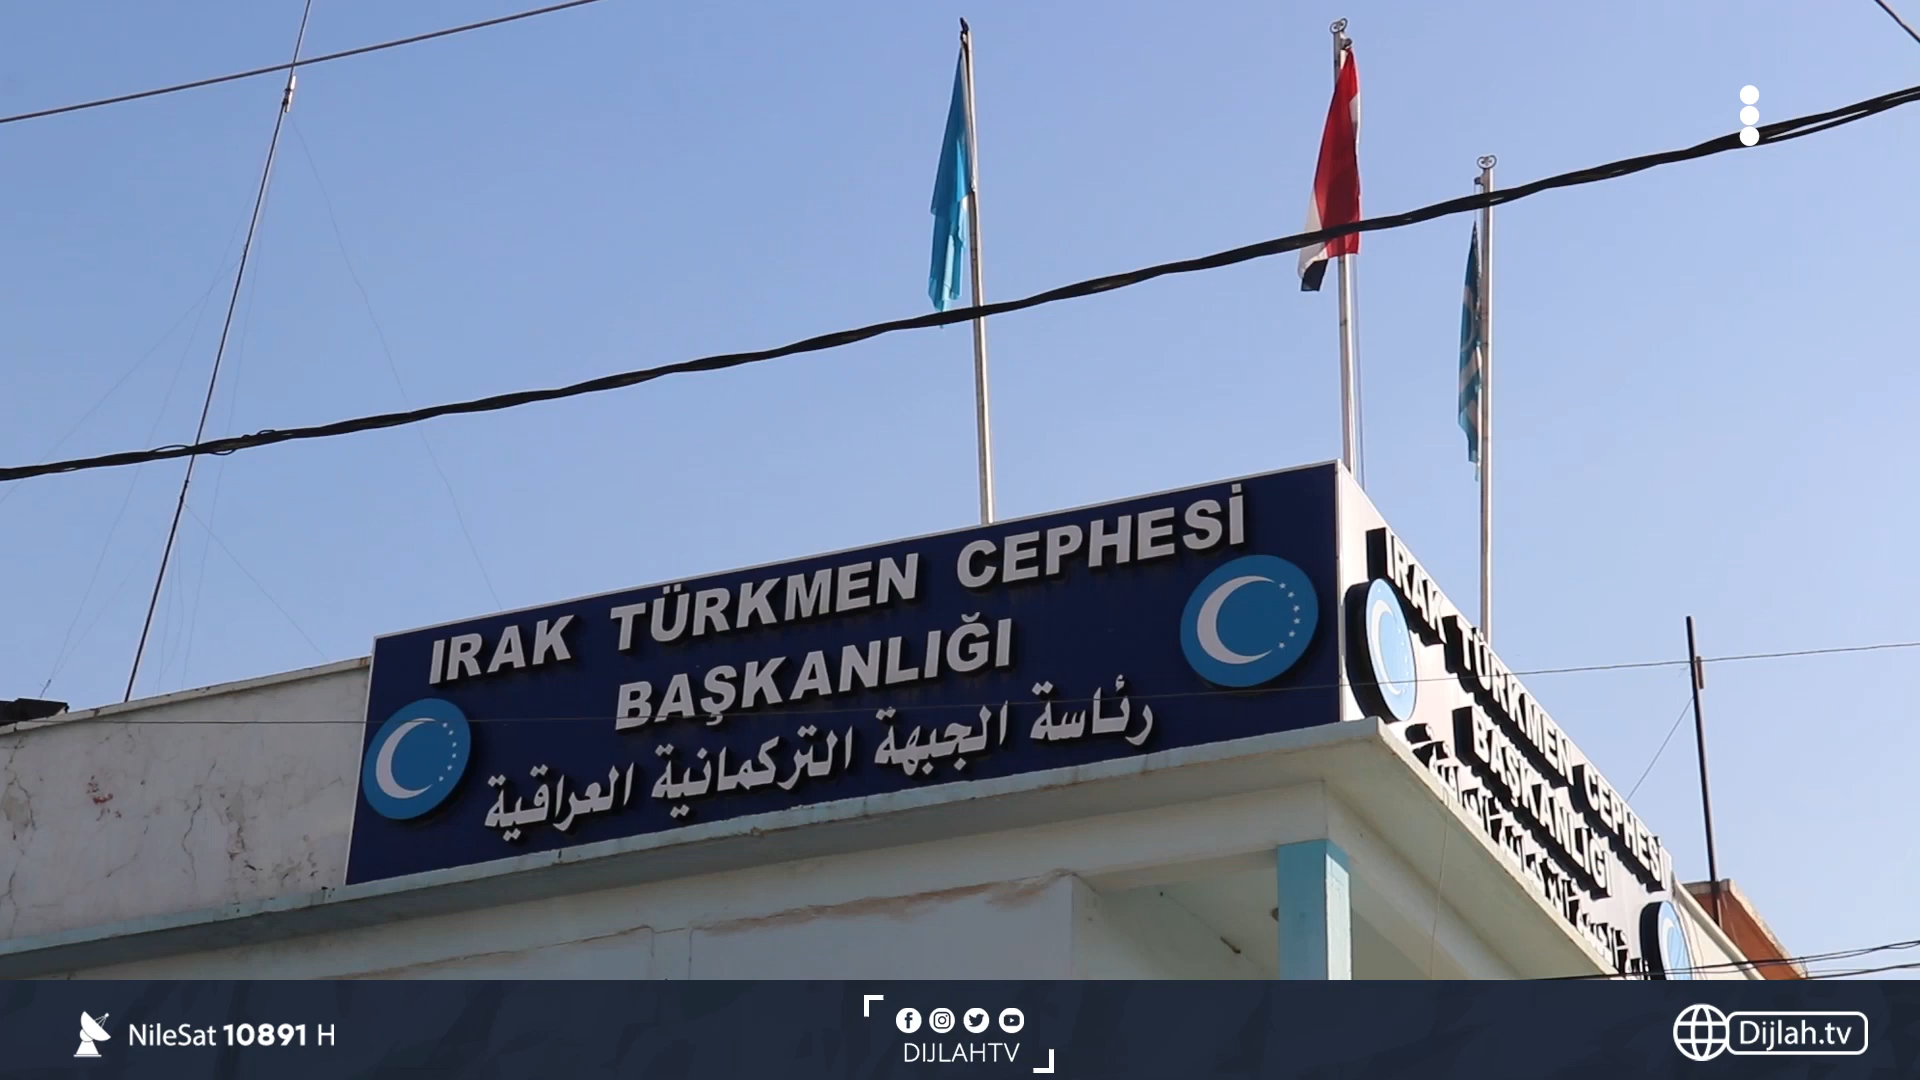 IRAK TÜRKMEN CEPHESİ
BAŞKANLIĞI
رئاسة الجبهة التركمانية العراقية
IRAK TÜRKMEN CEPHESİ
BAŞKANLIĞI
NileSat 10891 H
DIJLAHTV
Dijlah.tv